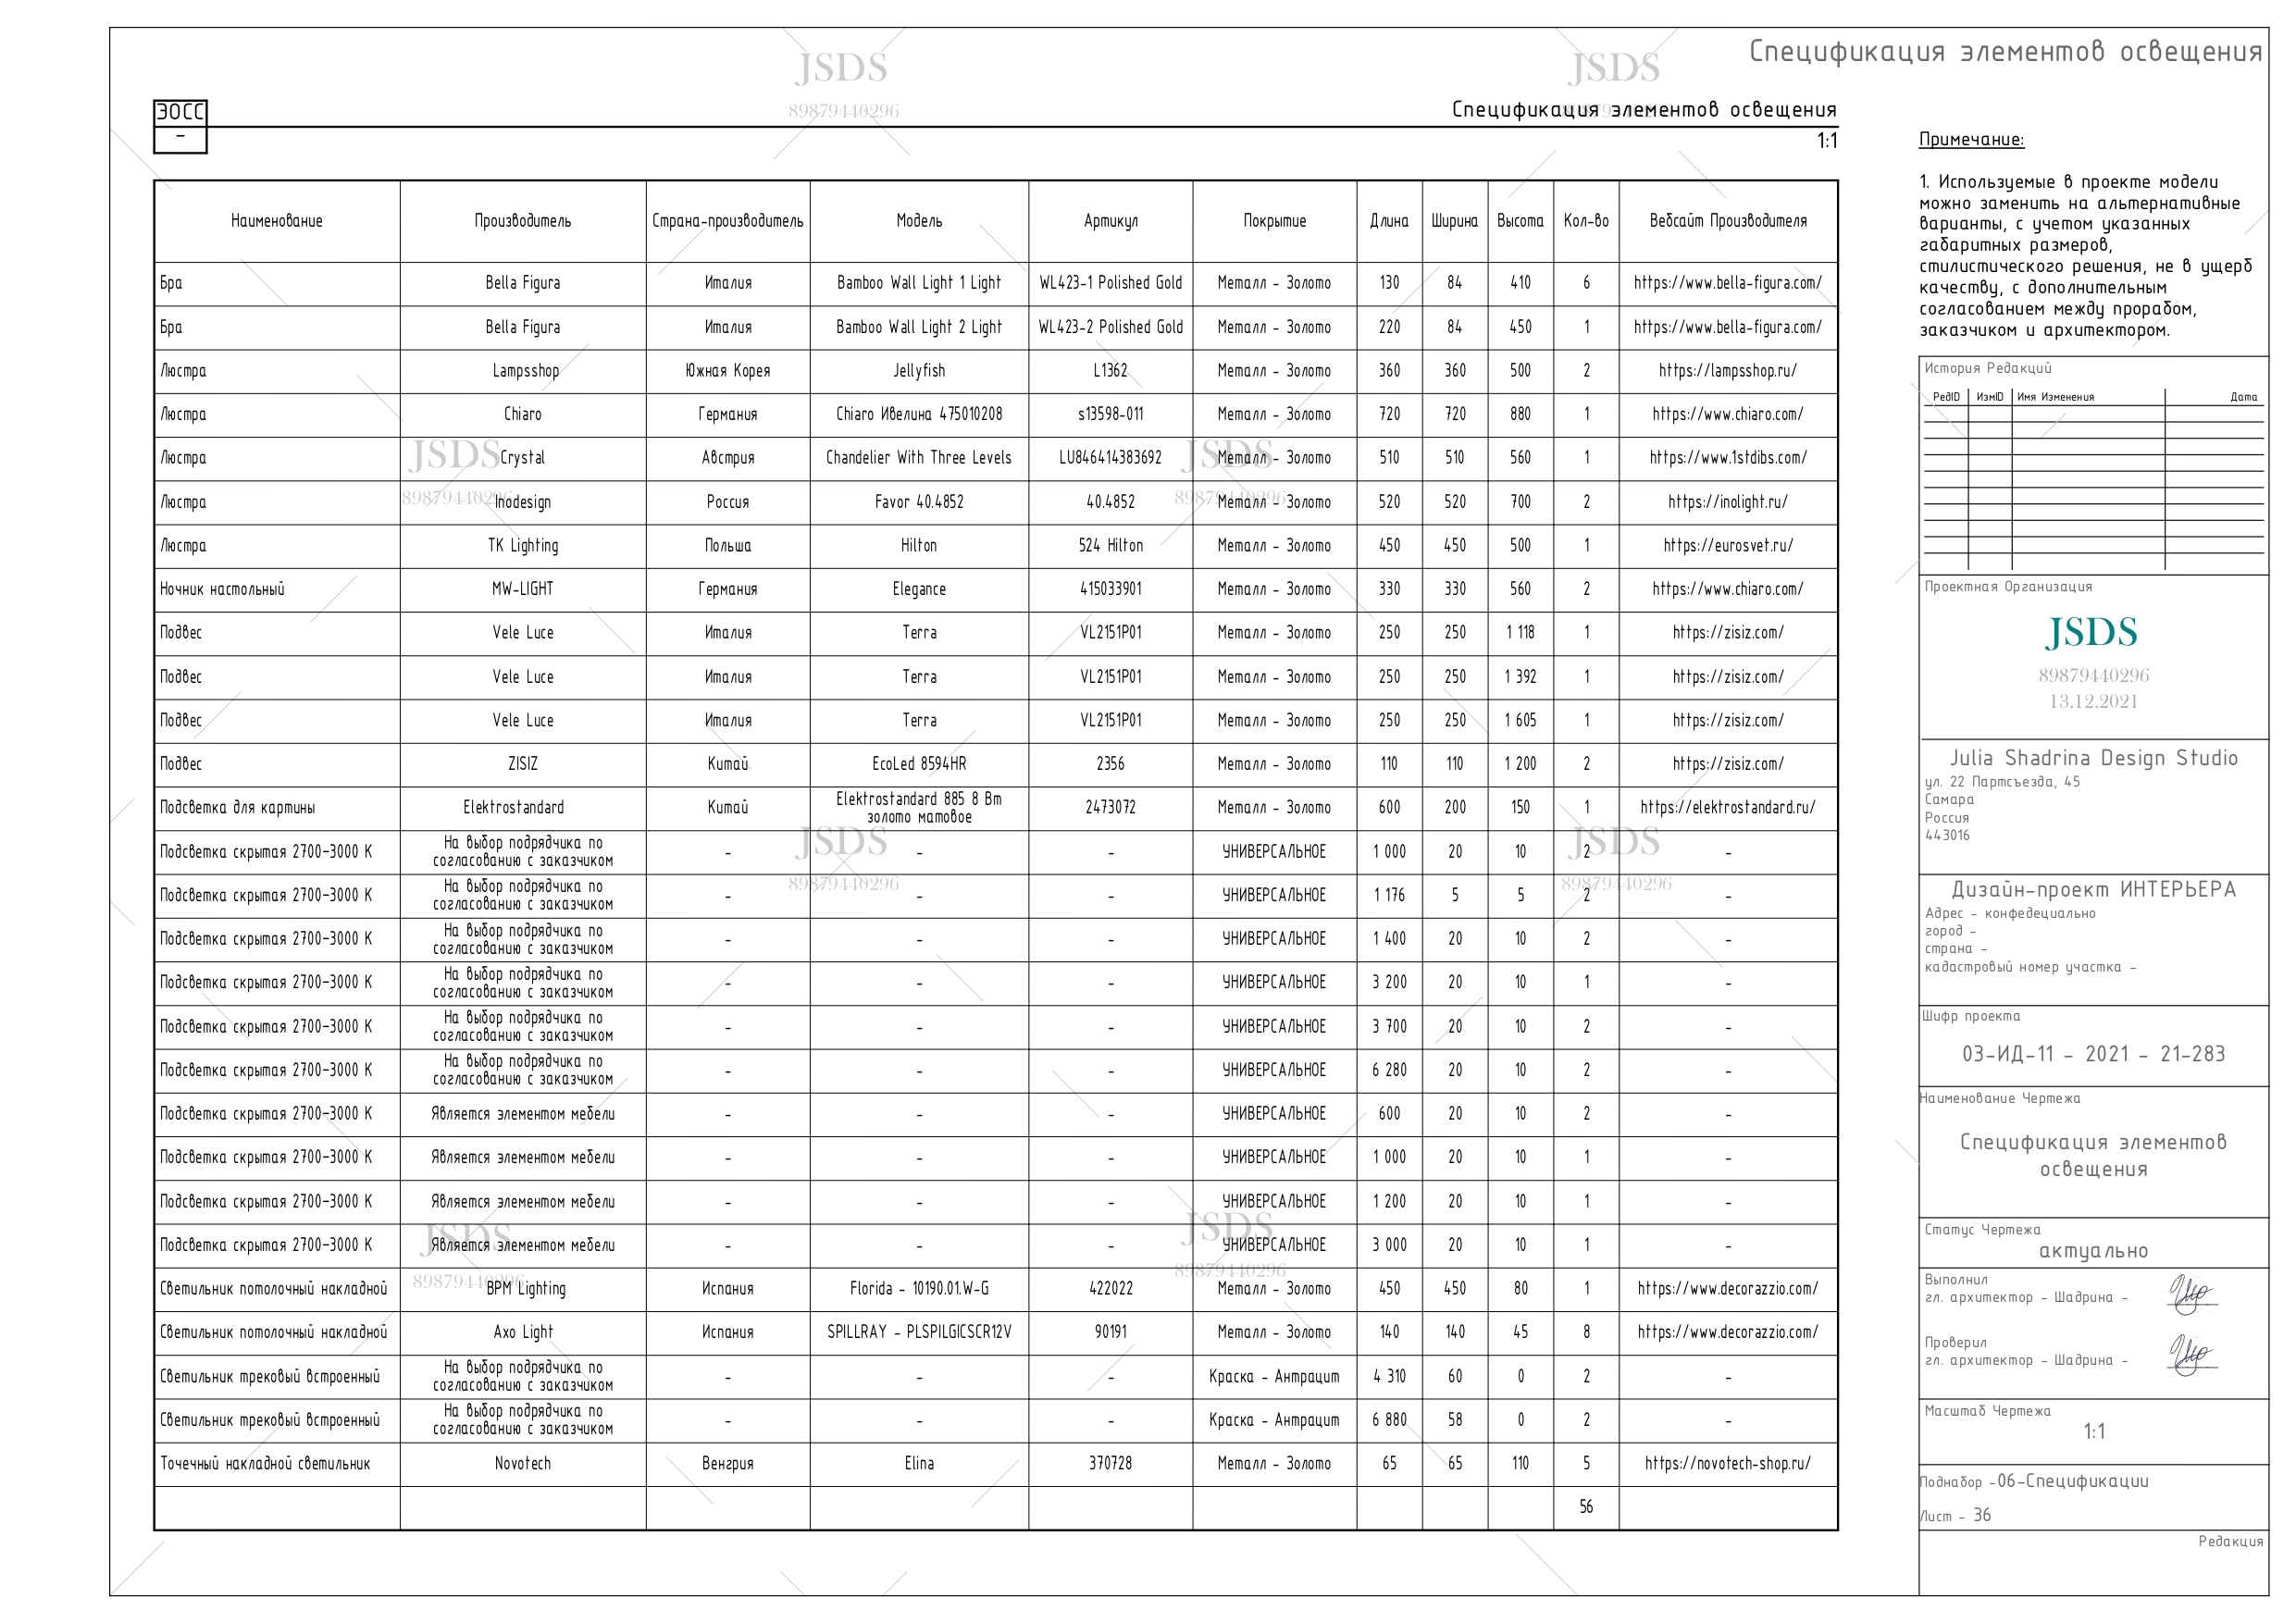 Спецификация элементов освещения
JSDS
89879440296
JSDS
89879440296
ЭОСС
-
Спецификация элементов освещения
1:1
Наименование Производитель Страна-производитель Модель Артикул Покрытие Длина Ширина Высота Кол-во Вебсайт Производителя
Бра Bella Figura Италия Bamboo Wall Light 1 Light WL423-1 Polished Gold Металл - Золото 130 84 410 6 https://www.bella-figura.com/
Бра Bella Figura Италия Bamboo Wall Light 2 Light WL423-2 Polished Gold Металл - Золото 220 84 450 1 https://www.bella-figura.com/
Люстра Lampsshop Южная Корея Jellyfish L1362 Металл - Золото 360 360 500 2 https://lampsshop.ru/
Люстра Chiaro Германия Chiaro Ивелина 475010208 s13598-011 Металл - Золото 720 720 880 1 https://www.chiaro.com/
Люстра Crystal Австрия Chandelier With Three Levels LU846414383692 Металл - Золото 510 510 560 1 https://www.1stdibs.com/
Люстра Inodesign Россия Favor 40.4852 40.4852 Металл - Золото 520 520 700 2 https://inolight.ru/
Люстра TK Lighting Польша Hilton 524 Hilton Металл - Золото 450 450 500 1 https://eurosvet.ru/
Ночник настольный MW-LIGHT Германия Elegance 415033901 Металл - Золото 330 330 560 2 https://www.chiaro.com/
Подвес Vele Luce Италия Terra VL2151P01 Металл - Золото 250 250 1 118 1 https://zisiz.com/
Подвес Vele Luce Италия Terra VL2151P01 Металл - Золото 250 250 1 392 1 https://zisiz.com/
Подвес Vele Luce Италия Terra VL2151P01 Металл - Золото 250 250 1 605 1 https://zisiz.com/
Подвес ZISIZ Китай EcoLed 8594HR 2356 Металл - Золото 110 110 1 200 2 https://zisiz.com/
Подсветка для картины Elektrostandard Китай Elektrostandard 885 8 Вт золото матовое 2473072 Металл - Золото 600 200 150 1 https://elektrostandard.ru/
Подсветка скрытая 2700-3000 К На выбор подрядчика по согласованию с заказчиком - - - УНИВЕРСАЛЬНОЕ 1 000 20 10 2 -
Подсветка скрытая 2700-3000 К На выбор подрядчика по согласованию с заказчиком - - - УНИВЕРСАЛЬНОЕ 1 176 5 5 2 -
Подсветка скрытая 2700-3000 К На выбор подрядчика по согласованию с заказчиком - - - УНИВЕРСАЛЬНОЕ 1 400 20 10 2 -
Подсветка скрытая 2700-3000 К На выбор подрядчика по согласованию с заказчиком - - - УНИВЕРСАЛЬНОЕ 3 200 20 10 1 -
Подсветка скрытая 2700-3000 К На выбор подрядчика по согласованию с заказчиком - - - УНИВЕРСАЛЬНОЕ 3 700 20 10 2 -
Подсветка скрытая 2700-3000 К На выбор подрядчика по согласованию с заказчиком - - - УНИВЕРСАЛЬНОЕ 6 280 20 10 2 -
Подсветка скрытая 2700-3000 К Является элементом мебели - - - УНИВЕРСАЛЬНОЕ 600 20 10 2 -
Подсветка скрытая 2700-3000 К Является элементом мебели - - - УНИВЕРСАЛЬНОЕ 1 000 20 10 1 -
Подсветка скрытая 2700-3000 К Является элементом мебели - - - УНИВЕРСАЛЬНОЕ 1 200 20 10 1 -
Подсветка скрытая 2700-3000 К Является элементом мебели - - - УНИВЕРСАЛЬНОЕ 3 000 20 10 1 -
Светильник потолочный накладной BPM Lighting Испания Florida - 10190.01.W-G 422022 Металл - Золото 450 450 80 1 https://www.decorazzio.com/
Светильник потолочный накладной Axo Light Испания SPILLRAY - PLSPILGICSCR12V 90191 Металл - Золото 140 140 45 8 https://www.decorazzio.com/
Светильник трековый встроенный На выбор подрядчика по согласованию с заказчиком - - - Краска - Антрацит 4 310 60 0 2 -
Светильник трековый встроенный На выбор подрядчика по согласованию с заказчиком - - - Краска - Антрацит 6 880 58 0 2 -
Точечный накладной светильник Novotech Венгрия Elina 370728 Металл - Золото 65 65 110 5 https://novotech-shop.ru/
56
JSDS
89879440296
JSDS
89879440296
JSDS
89879440296
JSDS
89879440296
JSDS
89879440296
JSDS
89879440296
Примечание:
1. Используемые в проекте модели
можно заменить на альтернативные
варианты, с учетом указанных
габаритных размеров,
стилистического решения, не в ущерб
качеству, с дополнительным
согласованием между прорабом,
заказчиком и архитектором.
История Редакций
РедID ИзмID Имя Изменения Дата
Проектная Организация
JSDS
89879440296
13.12.2021
Julia Shadrina Design Studio
ул. 22 Партсъезда, 45
Самара
Россия
443016
Дизайн-проект ИНТЕРЬЕРА
Адрес - конфедециально
город -
страна -
кадастровый номер участка -
Шифр проекта
03-ИД-11 - 2021 - 21-283
Наименование Чертежа
Спецификация элементов
освещения
Статус Чертежа
актуально
Выполнил
гл. архитектор - Шадрина -
Проверил
гл. архитектор - Шадрина -
Масштаб Чертежа
1:1
Поднабор -06-Спецификации
Лист - 36
Редакция